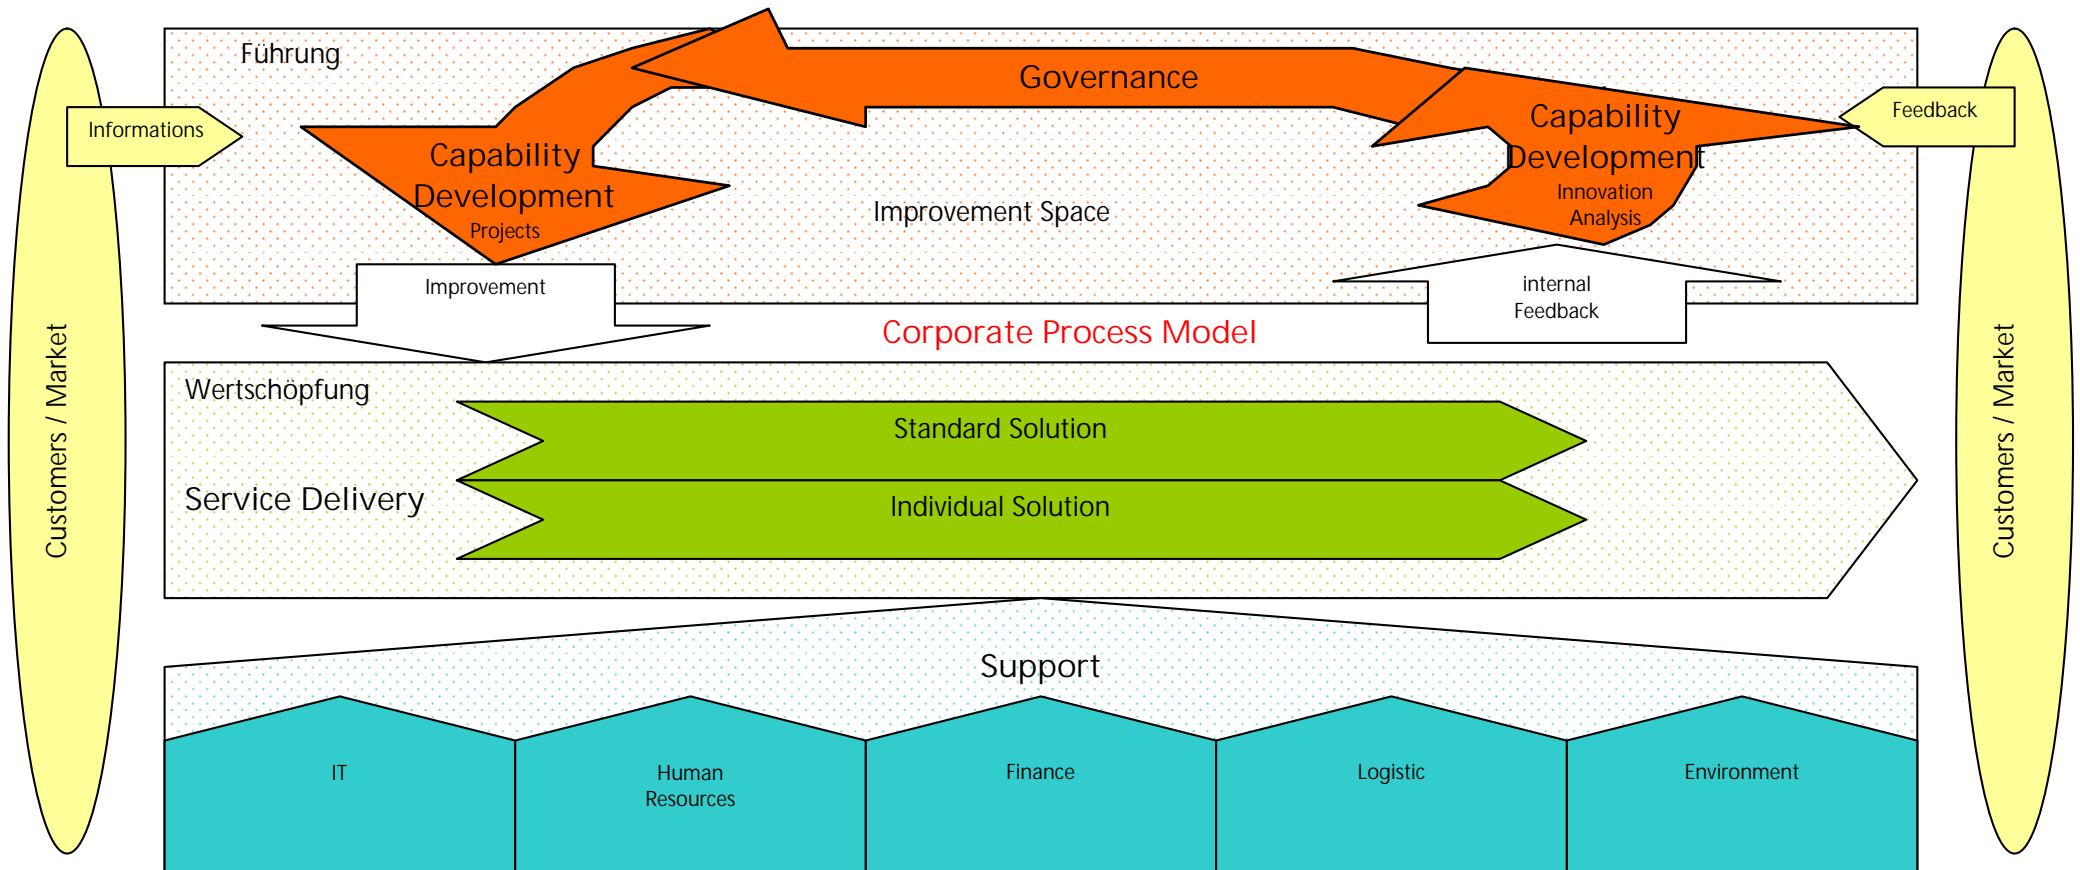 Führung
Governance
Informations
Feedback
Capability
Development
Projects
Capability
Development
Innovation
Analysis
Improvement Space
Improvement
internal
Feedback
Corporate Process Model
Customers / Market
Customers / Market
Wertschöpfung
Standard Solution
Service Delivery
Individual Solution
Support
IT
Human
Resources
Finance
Logistic
Environment